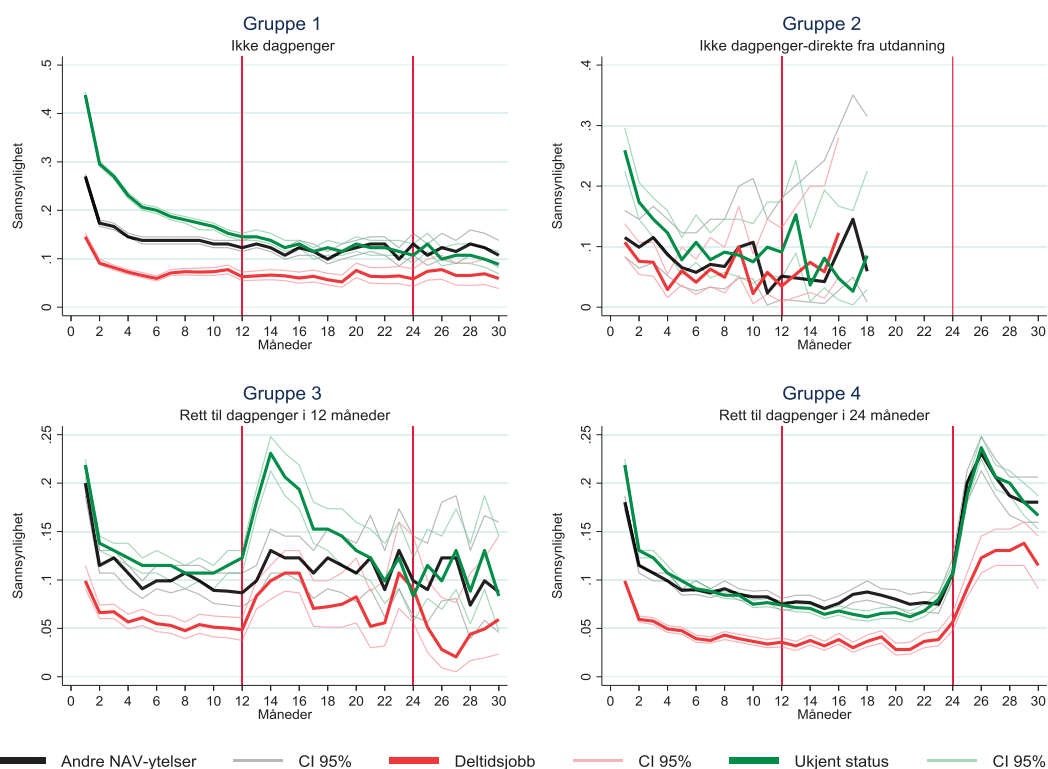 Gruppe 1
Ikke dagpenger
Sannsynlighet
.5
.4
.3
.2
.1
0
0 2 4 6 8 10 12 14 16 18 20 22 24 26 28 30
Måneder
Gruppe 2
Ikke dagpenger-direkte fra utdanning
Sannsynlighet
.4
.3
.2
.1
0
0 2 4 6 8 10 12 14 16 18 20 22 24 26 28 30
Måneder
Gruppe 3
Rett til dagpenger i 12 måneder
Sannsynlighet
.25
.2
.15
.1
.05
0
0 2 4 6 8 10 12 14 16 18 20 22 24 26 28 30
Måneder
Gruppe 4
Rett til dagpenger i 24 måneder
Sannsynlighet
.25
.2
.15
.1
.05
0
0 2 4 6 8 10 12 14 16 18 20 22 24 26 28 30
Måneder
Andre NAV-ytelser CI 95% Deltidsjobb CI 95% Ukjent status CI 95%